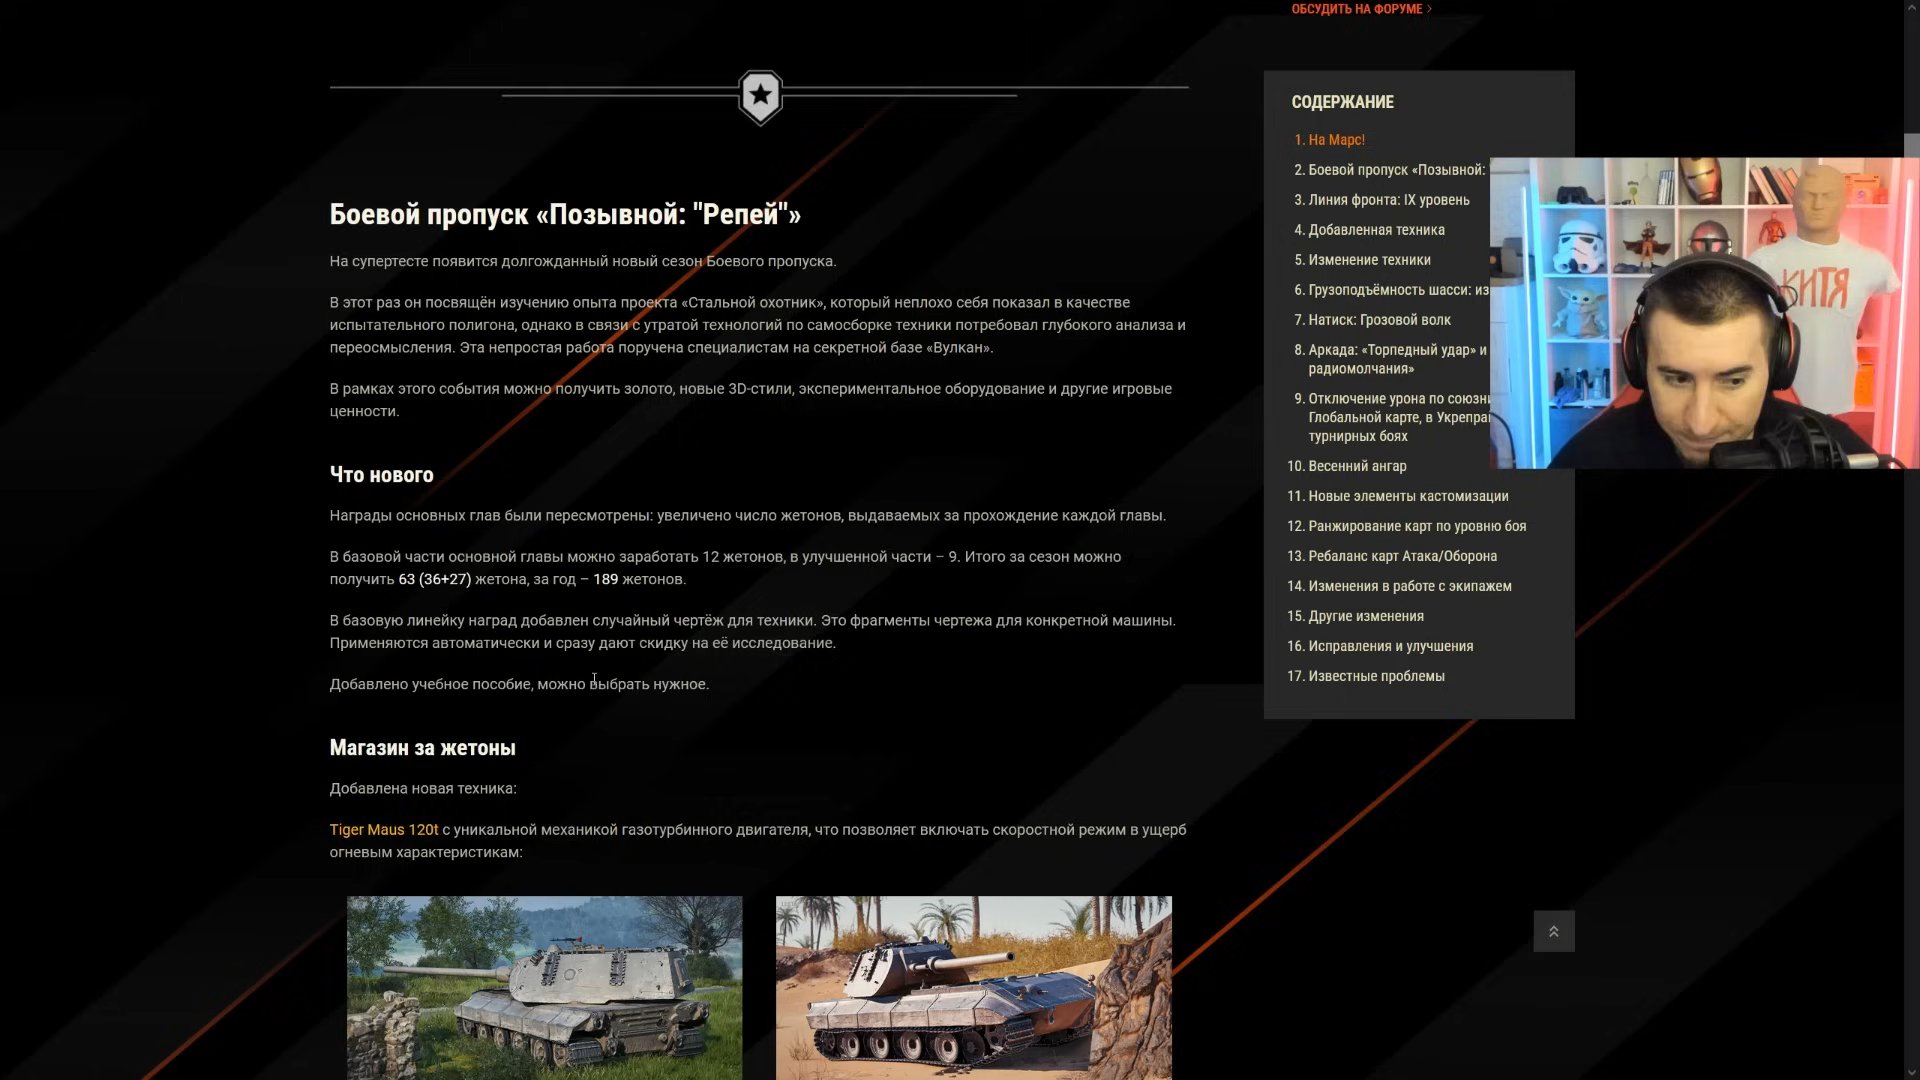 ОБСУДИТЬ НА ФОРУМЕ
Боевой пропуск «Позывной: "Репей"»
На супертесте появится долгожданный новый сезон Боевого пропуска.
В этот раз он посвящён изучению опыта проекта «Стальной охотник», который неплохо себя показал в качестве
испытательного полигона, однако в связи с утратой технологий по самосборке техники потребовал глубокого анализа и
переосмысления. Эта непростая работа поручена специалистам на секретной базе «Вулкан».
В рамках этого события можно получить золото, новые 3D-стили, экспериментальное оборудование и другие игровые
ценности.
Что нового
Награды основных глав были пересмотрены: увеличено число жетонов, выдаваемых за прохождение каждой главы.
В базовой части основной главы можно заработать 12 жетонов, в улучшенной части – 9. Итого за сезон можно
получить 63 (36+27) жетона, за год – 189 жетонов.
В базовую линейку наград добавлен случайный чертёж для техники. Это фрагменты чертежа для конкретной машины.
Применяются автоматически и сразу дают скидку на её исследование.
Добавлено учебное пособие, можно выбрать нужное.
Магазин за жетоны
Добавлена новая техника:
Tiger Maus 120t с уникальной механикой газотурбинного двигателя, что позволяет включать скоростной режим в ущерб
огневым характеристикам:
СОДЕРЖАНИЕ
1. На Марс!
2. Боевой пропуск «Позывной:
3. Линия фронта: IX уровень
4. Добавленная техника
5. Изменение техники
6. Грузоподъёмность шасси: из
7. Натиск: Грозовой волк
8. Аркада: «Торпедный удар» и
радиомолчания»
9. Отключение урона по союзни
Глобальной карте, в Укрепра
турнирных боях
10. Весенний ангар
11. Новые элементы кастомизации
12. Ранжирование карт по уровню боя
13. Ребаланс карт Атака/Оборона
14. Изменения в работе с экипажем
15. Другие изменения
16. Исправления и улучшения
17. Известные проблемы
КИТЯ